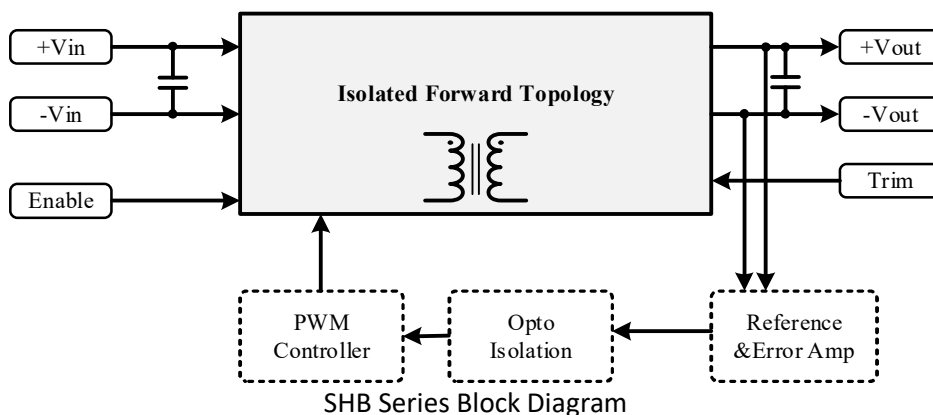 +Vin
+Vout
Isolated Forward Topology
-Vin
-Vout
Enable
Trim
PWM
Controller
Opto
Isolation
Reference
&Error Amp
SHB Series Block Diagram